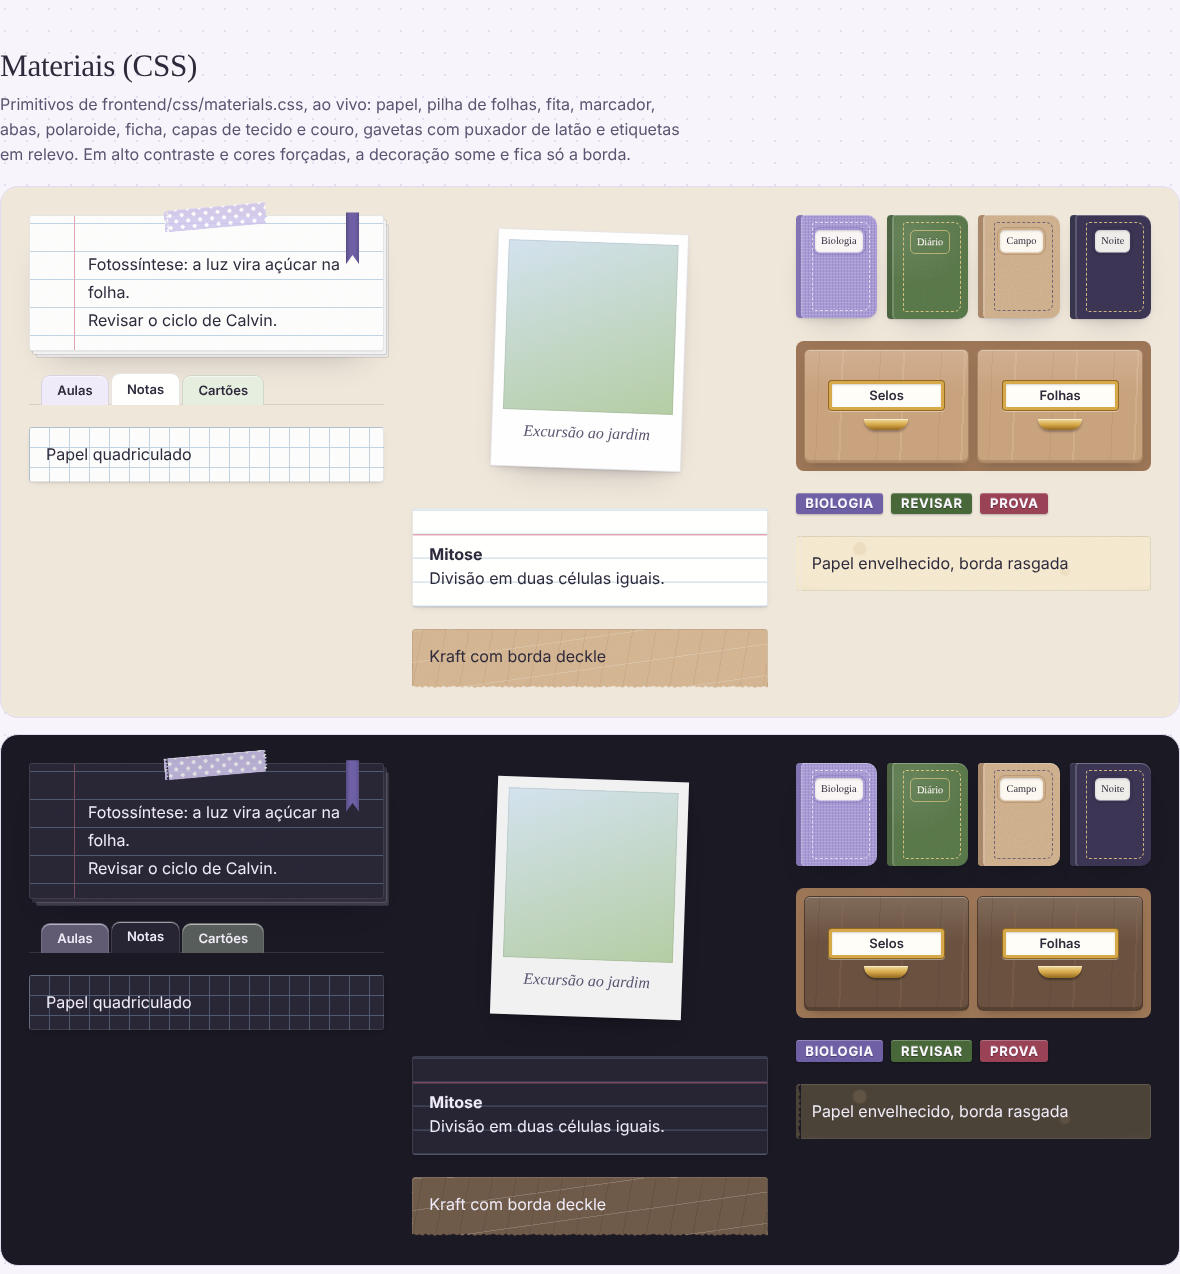 Materiais (CSS)
Primitivos de frontend/css/materials.css, ao vivo: papel, pilha de folhas, fita, marcador,
abas, polaroide, ficha, capas de tecido e couro, gavetas com puxador de latão e etiquetas
em relevo. Em alto contraste e cores forçadas, a decoração some e fica só a borda.
Fotossíntese: a luz vira açúcar na
folha.
Revisar o ciclo de Calvin.
Aulas
Notas
Cartões
Papel quadriculado
Excursão ao jardim
Mitose
Divisão em duas células iguais.
Kraft com borda deckle
Biologia
Diário
Campo
Noite
Selos
Folhas
BIOLOGIA
REVISAR
PROVA
Papel envelhecido, borda rasgada
Fotossíntese: a luz vira açúcar na
folha.
Revisar o ciclo de Calvin.
Aulas
Notas
Cartões
Papel quadriculado
Excursão ao jardim
Mitose
Divisão em duas células iguais.
Kraft com borda deckle
Biologia
Diário
Campo
Noite
Selos
Folhas
BIOLOGIA
REVISAR
PROVA
Papel envelhecido, borda rasgada